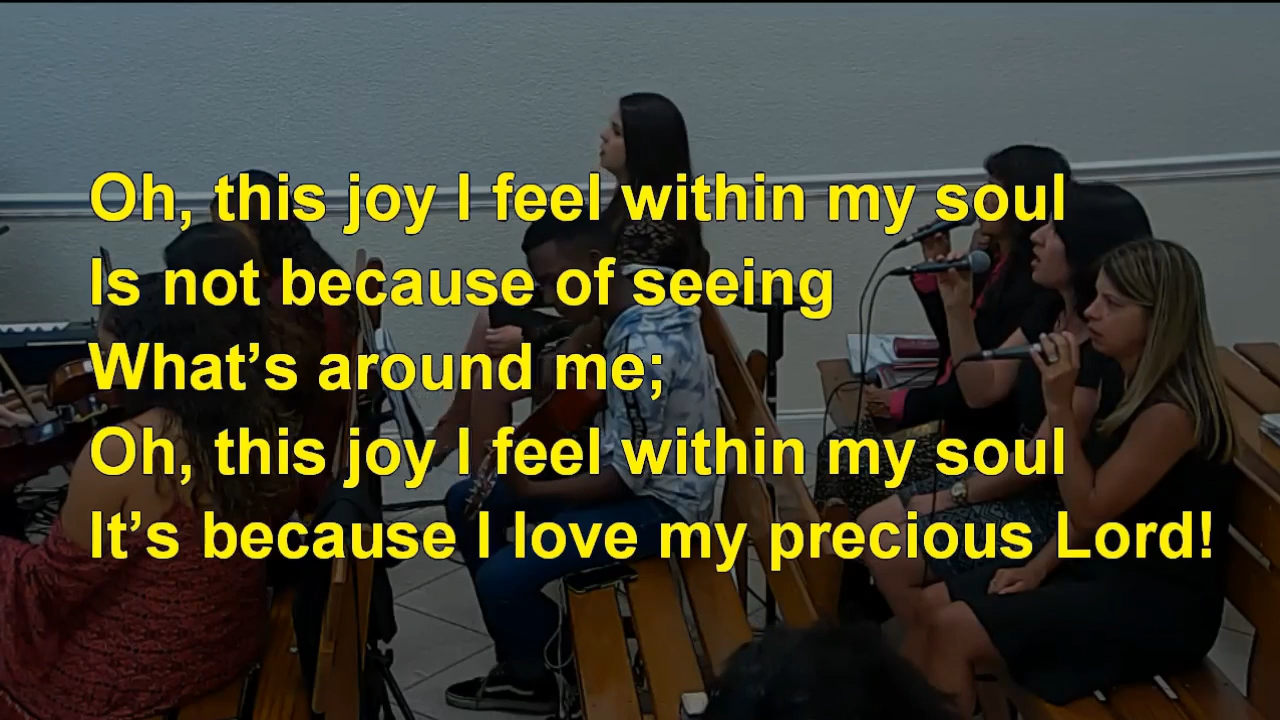 Oh, this joy I feel within my soul
Is not because of seeing
What’s around me;
Oh, this joy I feel within my soul
It’s because I love my precious Lord!